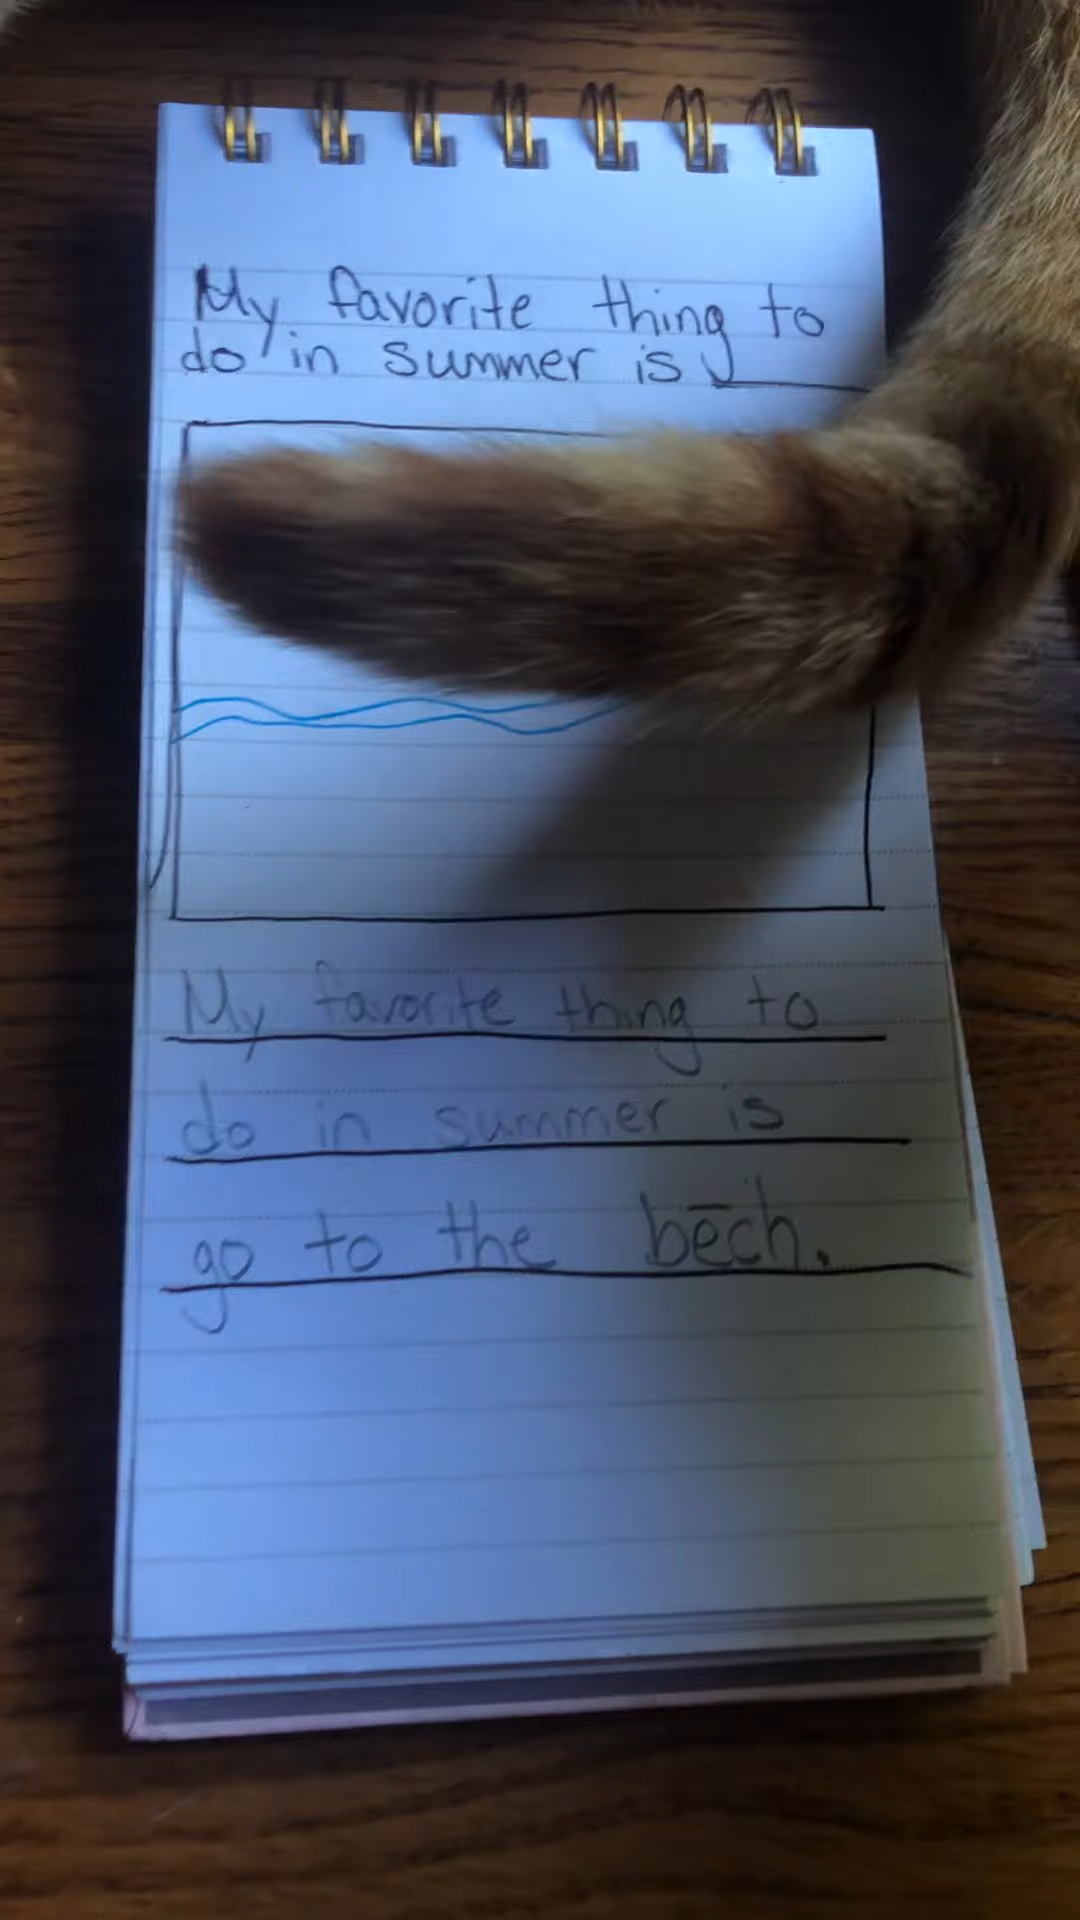 My favorite thing to
do in summer is ____
My favorite thing to
do in summer is
go to the bēch.